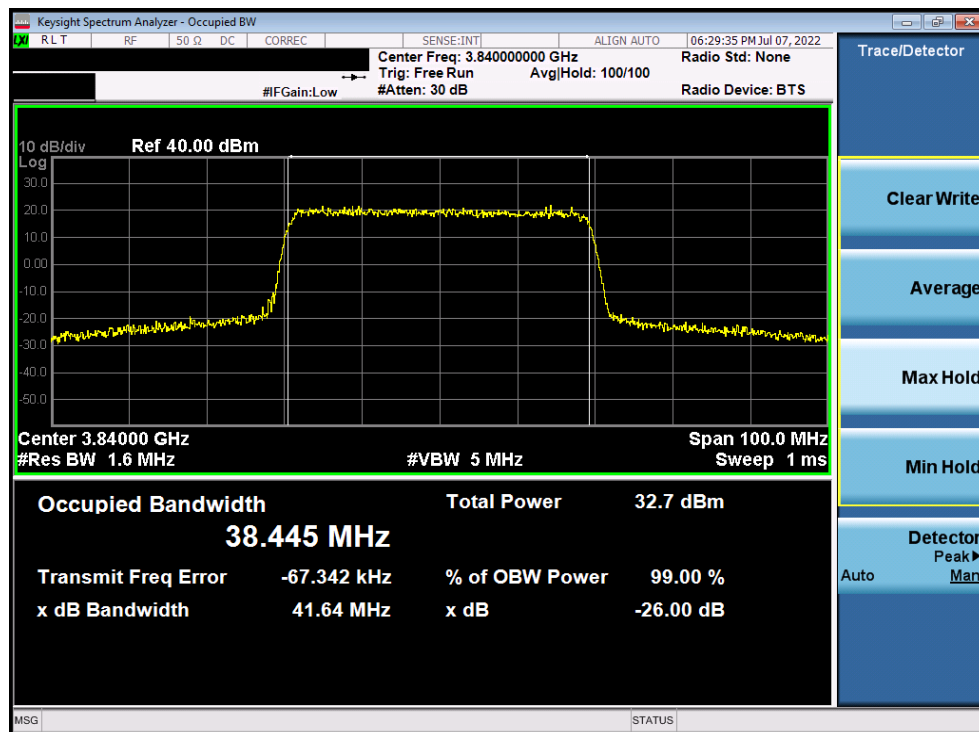 Keysight Spectrum Analyzer - Occupied BW
LXI RLT RF 50 Ω DC CORREC SENSE:INT ALIGN AUTO 06:29:35 PM Jul 07, 2022
Center Freq: 3.840000000 GHz Radio Std: None
Trig: Free Run Avg|Hold: 100/100
#IFGain:Low #Atten: 30 dB Radio Device: BTS
Trace/Detector
10 dB/div Ref 40.00 dBm
Log
30.0
20.0
10.0
0.00
-10.0
-20.0
-30.0
-40.0
-50.0
Center 3.84000 GHz Span 100.0 MHz
#Res BW 1.6 MHz #VBW 5 MHz Sweep 1 ms
Occupied Bandwidth Total Power 32.7 dBm
38.445 MHz
Transmit Freq Error -67.342 kHz % of OBW Power 99.00 %
x dB Bandwidth 41.64 MHz x dB -26.00 dB
Clear Write
Average
Max Hold
Min Hold
Detector
Peak▶
Auto Man
MSG STATUS